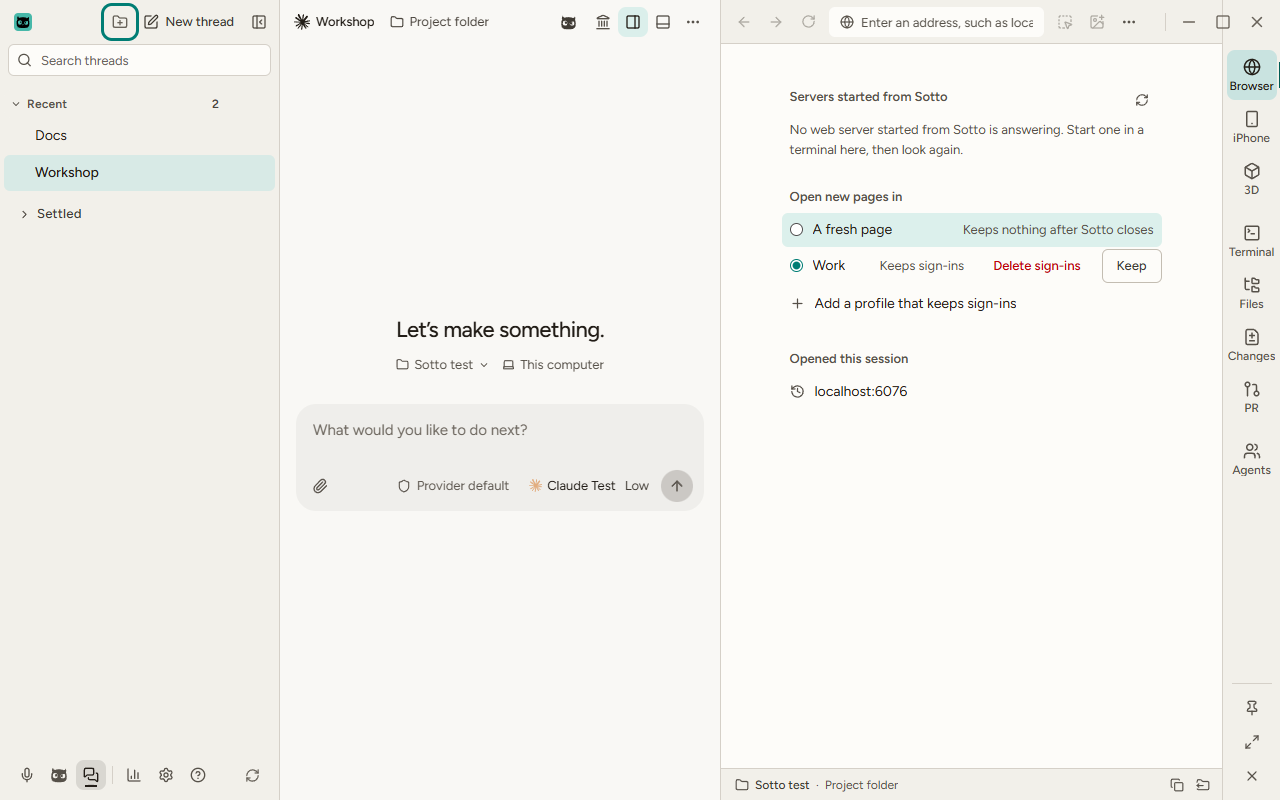 New thread
Search threads
Recent 2
Docs
Workshop
Settled
Workshop Project folder
Let's make something.
Sotto test This computer
What would you like to do next?
Provider default Claude Test Low
Enter an address, such as loca
Servers started from Sotto
No web server started from Sotto is answering. Start one in a
terminal here, then look again.
Open new pages in
A fresh page Keeps nothing after Sotto closes
Work Keeps sign-ins Delete sign-ins Keep
Add a profile that keeps sign-ins
Opened this session
localhost:6076
Sotto test · Project folder
Browser
iPhone
3D
Terminal
Files
Changes
PR
Agents